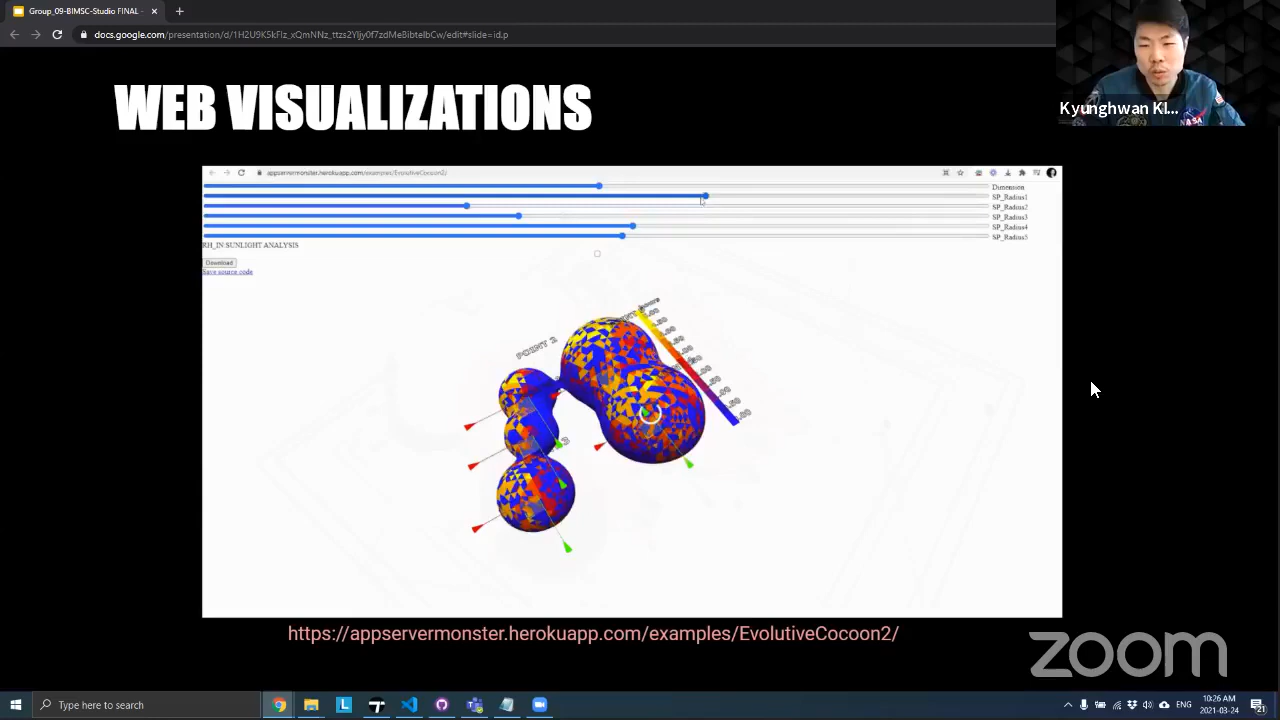 Group_09-BIMSC-Studio FINAL -
docs.google.com/presentation/d/1H2U9K5kFlz_xQmNNz_ttzs2Yljy0f7zdMeBibteIbCw/edit#slide=id.p
Kyunghwan KI...
WEB VISUALIZATIONS
appservermonster.herokuapp.com/examples/EvolutiveCocoon2/
Dimension
SP_Radius1
SP_Radius2
SP_Radius3
SP_Radius4
SP_Radius5
RH_IN:SUNLIGHT ANALYSIS
Download
Save source code
POINT 2
https://appservermonster.herokuapp.com/examples/EvolutiveCocoon2/
zoom
Type here to search
ENG
10:26 AM
2021-03-24